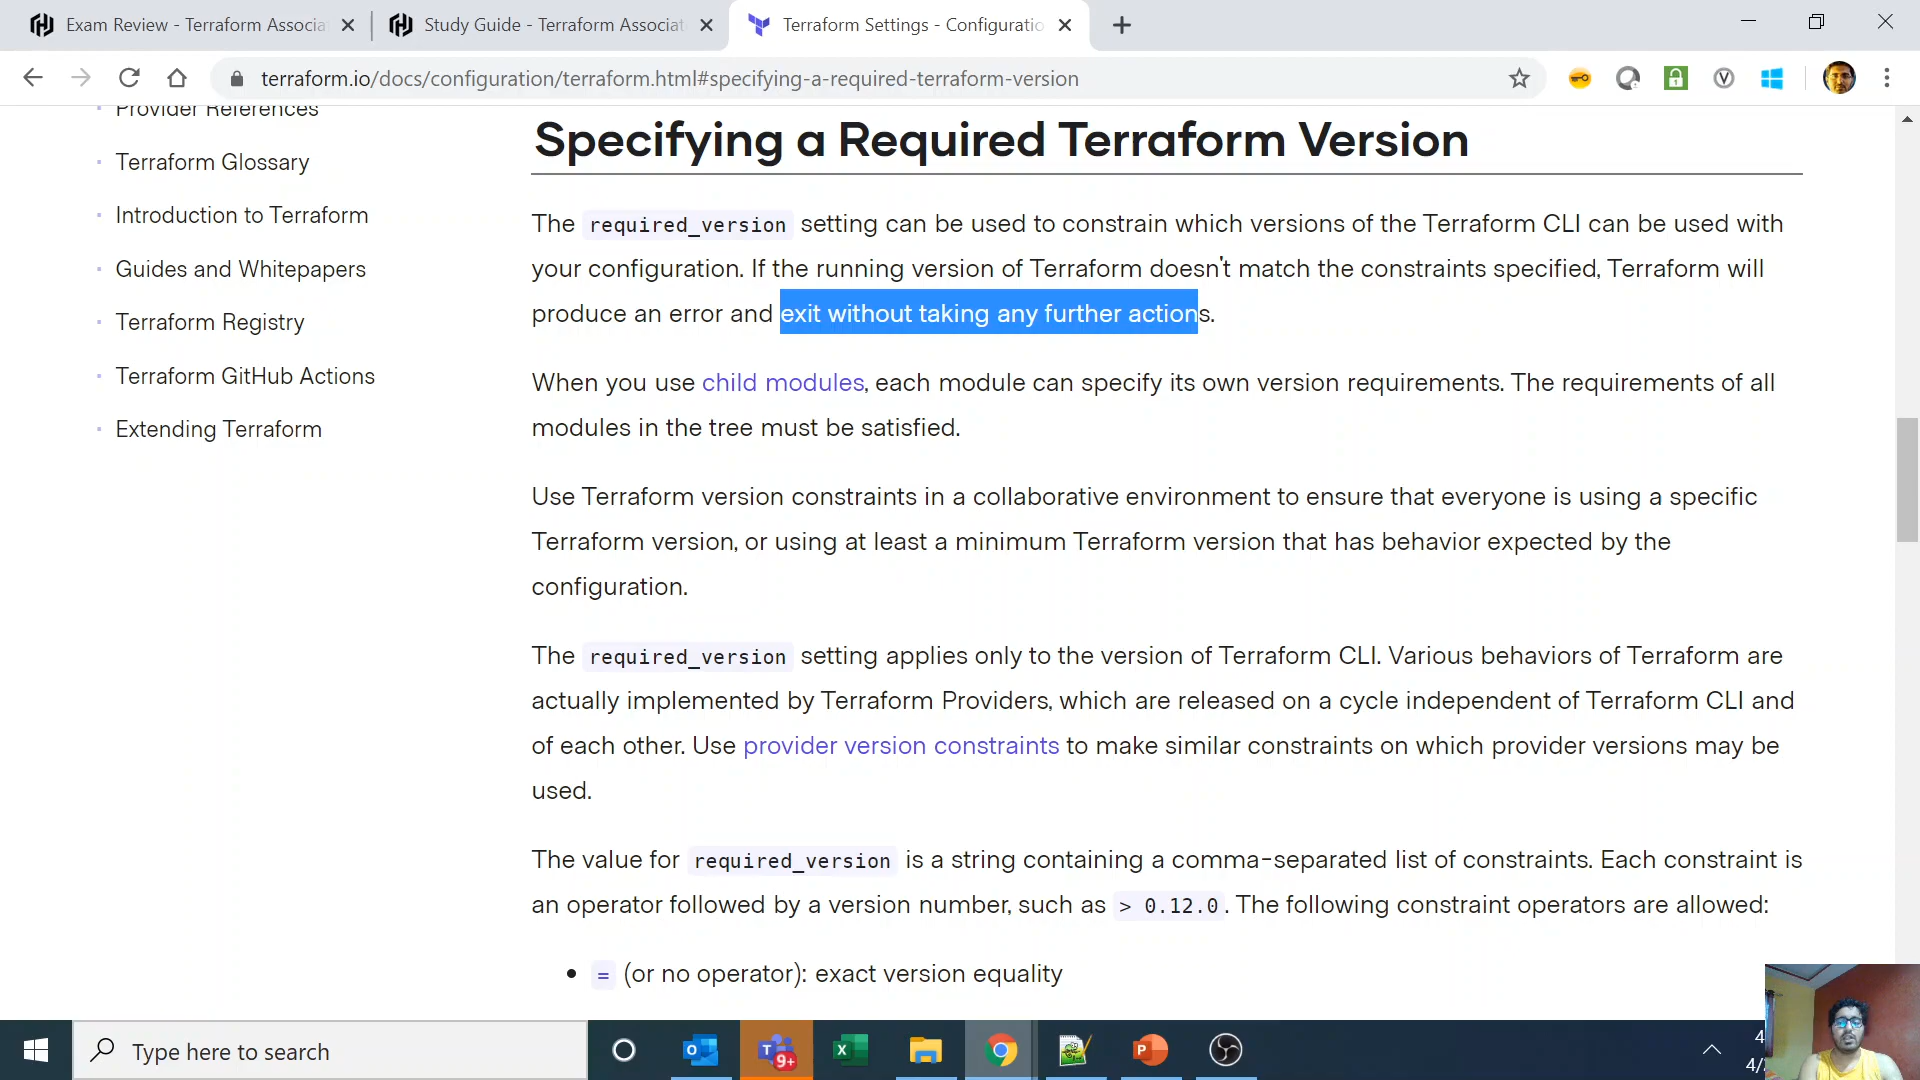 Exam Review - Terraform Associa
Study Guide - Terraform Associat
Terraform Settings - Configuratio
terraform.io/docs/configuration/terraform.html#specifying-a-required-terraform-version
Provider References
Terraform Glossary
Introduction to Terraform
Guides and Whitepapers
Terraform Registry
Terraform GitHub Actions
Extending Terraform
Specifying a Required Terraform Version
The required_version setting can be used to constrain which versions of the Terraform CLI can be used with
your configuration. If the running version of Terraform doesn't match the constraints specified, Terraform will
produce an error and exit without taking any further actions.
When you use child modules, each module can specify its own version requirements. The requirements of all
modules in the tree must be satisfied.
Use Terraform version constraints in a collaborative environment to ensure that everyone is using a specific
Terraform version, or using at least a minimum Terraform version that has behavior expected by the
configuration.
The required_version setting applies only to the version of Terraform CLI. Various behaviors of Terraform are
actually implemented by Terraform Providers, which are released on a cycle independent of Terraform CLI and
of each other. Use provider version constraints to make similar constraints on which provider versions may be
used.
The value for required_version is a string containing a comma-separated list of constraints. Each constraint is
an operator followed by a version number, such as > 0.12.0. The following constraint operators are allowed:
• = (or no operator): exact version equality
Type here to search
9+
4
4/